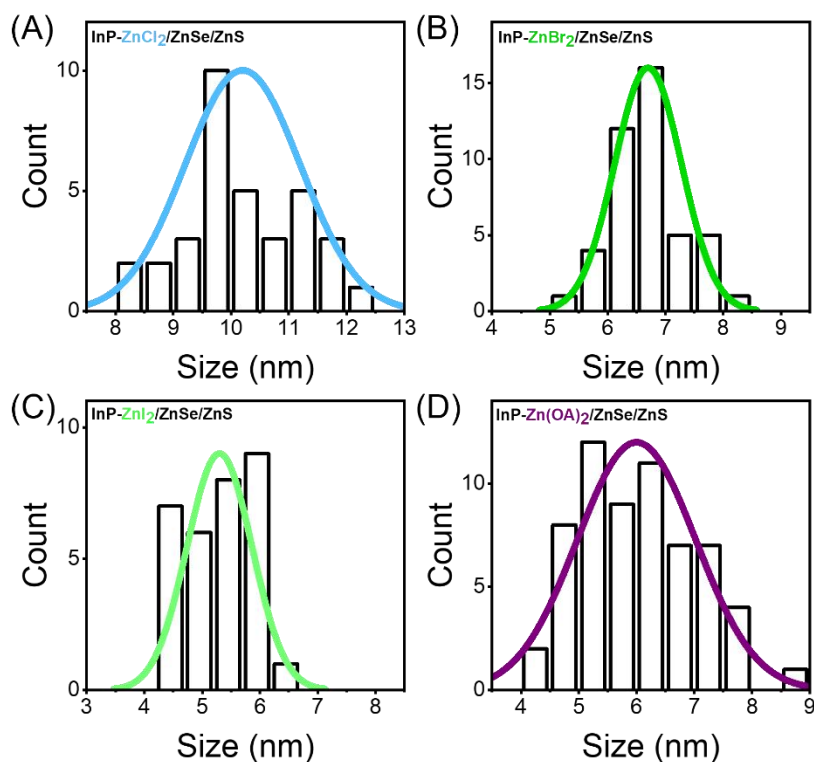 (A)
InP-ZnCl2/ZnSe/ZnS
10
5
0
Count
8 9 10 11 12 13
Size (nm)
(B)
InP-ZnBr2/ZnSe/ZnS
15
10
5
0
Count
4 5 6 7 8 9
Size (nm)
(C)
InP-ZnI2/ZnSe/ZnS
10
5
0
Count
3 4 5 6 7 8
Size (nm)
(D)
InP-Zn(OA)2/ZnSe/ZnS
10
5
0
Count
4 5 6 7 8 9
Size (nm)